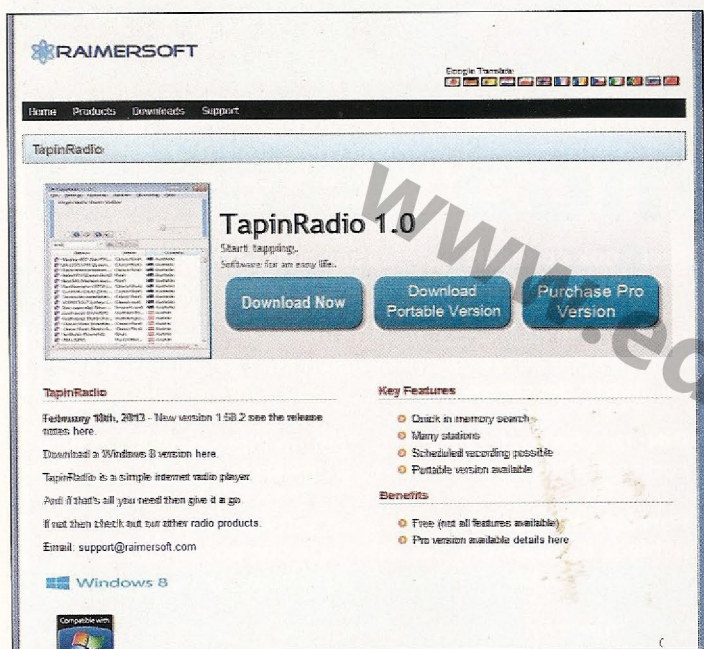 RAIMERSOFT
Google Translate
Home Products Downloads Support
TapinRadio
TapinRadio 1.0
Start tapping..
Software for an easy life..
Download Now
Download Portable Version
Purchase Pro Version
TapinRadio
February 18th, 2013 - New version 1.58.2 see the release
notes here.
Download a Windows 8 version here.
TapinRadio is a simple internet radio player
And if that's all you need then give it a go
If not then check out our other radio products.
Email: support@raimersoft.com
Windows 8
Compatible with
Key Features
Quick in memory search
Many stations
Scheduled recording possible
Portable version available
Benefits
Free (not all features available)
Pro version available details here
www.ed